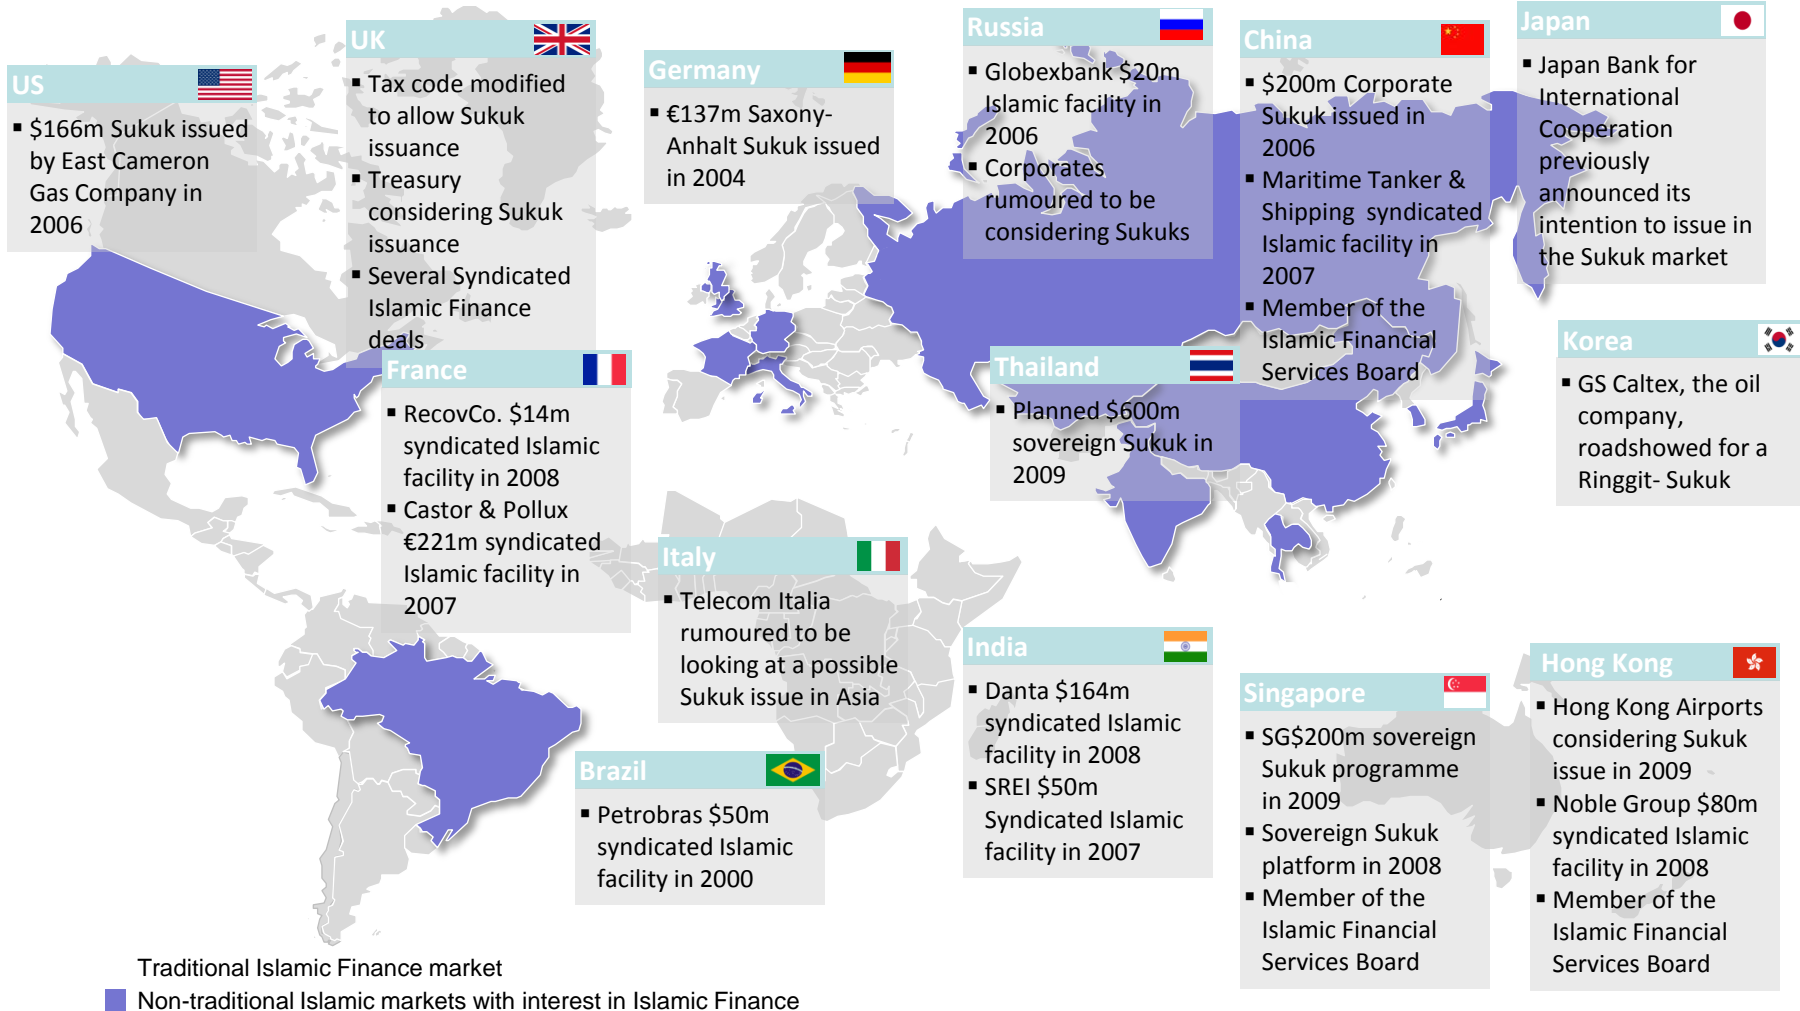 US
▪ $166m Sukuk issued
by East Cameron
Gas Company in
2006
UK
▪ Tax code modified
to allow Sukuk
issuance
▪ Treasury
considering Sukuk
issuance
▪ Several Syndicated
Islamic Finance
deals
Germany
▪ €137m Saxony-
Anhalt Sukuk issued
in 2004
Russia
▪ Globexbank $20m
Islamic facility in
2006
▪ Corporates
rumoured to be
considering Sukuks
China
▪ $200m Corporate
Sukuk issued in
2006
▪ Maritime Tanker &
Shipping syndicated
Islamic facility in
2007
▪ Member of the
Islamic Financial
Services Board
Japan
▪ Japan Bank for
International
Cooperation
previously
announced its
intention to issue in
the Sukuk market
France
▪ RecovCo. $14m
syndicated Islamic
facility in 2008
▪ Castor & Pollux
€221m syndicated
Islamic facility in
2007
Thailand
▪ Planned $600m
sovereign Sukuk in
2009
Korea
▪ GS Caltex, the oil
company,
roadshowed for a
Ringgit- Sukuk
Italy
▪ Telecom Italia
rumoured to be
looking at a possible
Sukuk issue in Asia
Brazil
▪ Petrobras $50m
syndicated Islamic
facility in 2000
India
▪ Danta $164m
syndicated Islamic
facility in 2008
▪ SREI $50m
Syndicated Islamic
facility in 2007
Singapore
▪ SG$200m sovereign
Sukuk programme
in 2009
▪ Sovereign Sukuk
platform in 2008
▪ Member of the
Islamic Financial
Services Board
Hong Kong
▪ Hong Kong Airports
considering Sukuk
issue in 2009
▪ Noble Group $80m
syndicated Islamic
facility in 2008
▪ Member of the
Islamic Financial
Services Board
Traditional Islamic Finance market
Non-traditional Islamic markets with interest in Islamic Finance